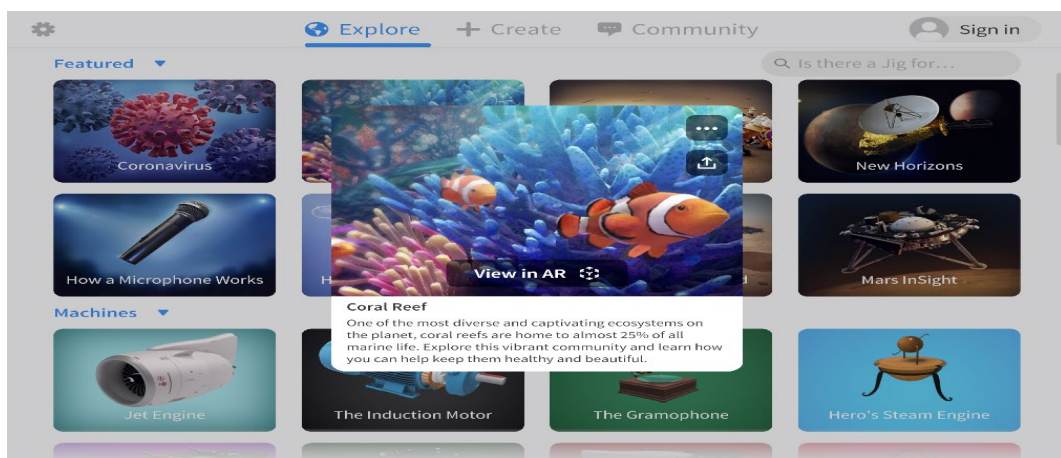 Explore
Create
Community
Sign in
Featured
Is there a Jig for...
Coronavirus
New Horizons
How a Microphone Works
H
d
Mars InSight
View in AR
Coral Reef
One of the most diverse and captivating ecosystems on
the planet, coral reefs are home to almost 25% of all
marine life. Explore this vibrant community and learn how
you can help keep them healthy and beautiful.
Machines
Jet Engine
The Induction Motor
The Gramophone
Hero's Steam Engine